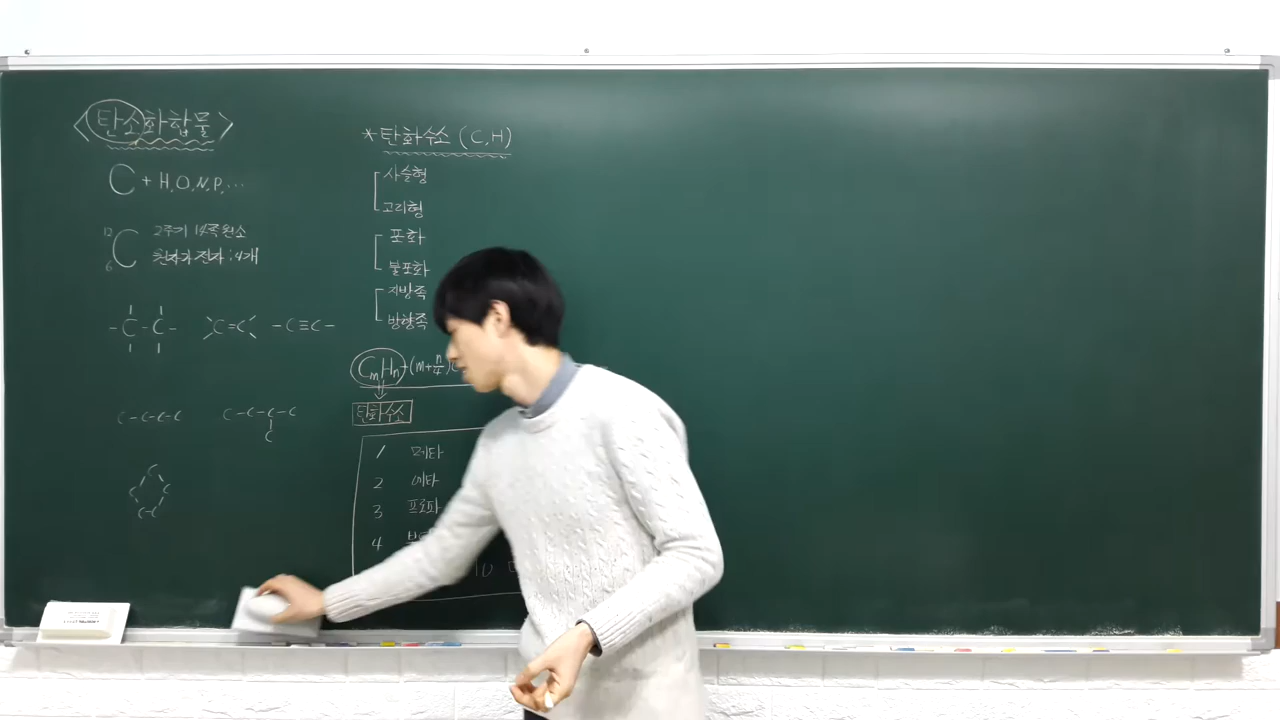 <탄소화합물>
C + H, O, N, P, ...
12 6 C 2주기 14족 원소
원자가 전자 : 4개
-C-C- C=C -C≡C-
C-C-C-C C-C-C-C
C
C
C C
C-C
*탄화수소 (C,H)
사슬형
고리형
포화
불포화
지방족
방향족
CmHn+(m+n/4)
탄화수소
1 메타
2 에타
3 프로파
4
10